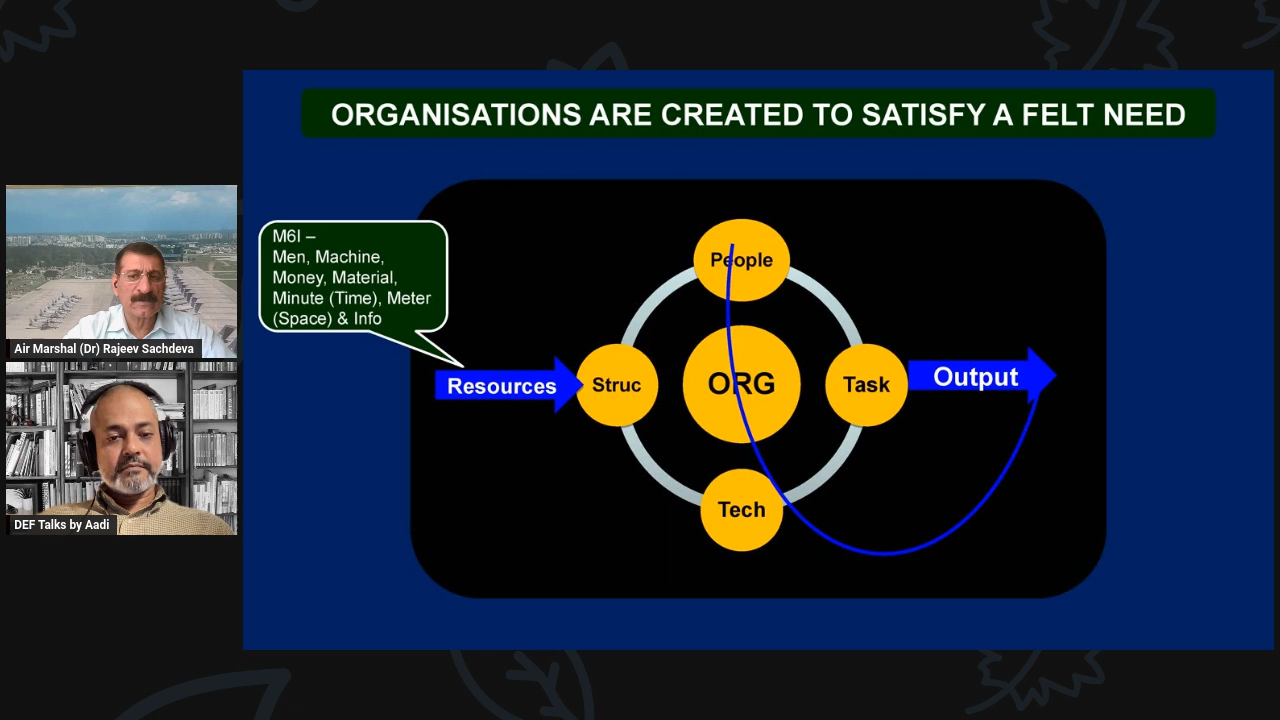 ORGANISATIONS ARE CREATED TO SATISFY A FELT NEED
M6I –
Men, Machine,
Money, Material,
Minute (Time), Meter
(Space) & Info
Resources
People
Struc
ORG
Task
Tech
Output
Air Marshal (Dr) Rajeev Sachdeva
DEF Talks by Aadi